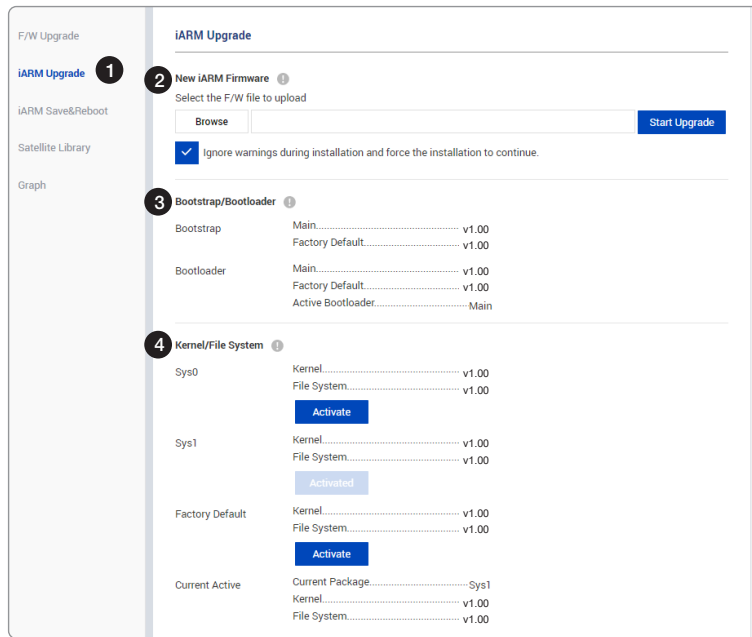 F/W Upgrade
iARM Upgrade
1
iARM Save&Reboot
Satellite Library
Graph
iARM Upgrade
2 New iARM Firmware !
Select the F/W file to upload
Browse Start Upgrade
Ignore warnings during installation and force the installation to continue.
3 Bootstrap/Bootloader !
Bootstrap Main v1.00
Factory Default v1.00
Bootloader Main v1.00
Factory Default v1.00
Active Bootloader Main
4 Kernel/File System !
Sys0 Kernel v1.00
File System v1.00
Activate
Sys1 Kernel v1.00
File System v1.00
Activated
Factory Default Kernel v1.00
File System v1.00
Activate
Current Active Current Package Sys1
Kernel v1.00
File System v1.00